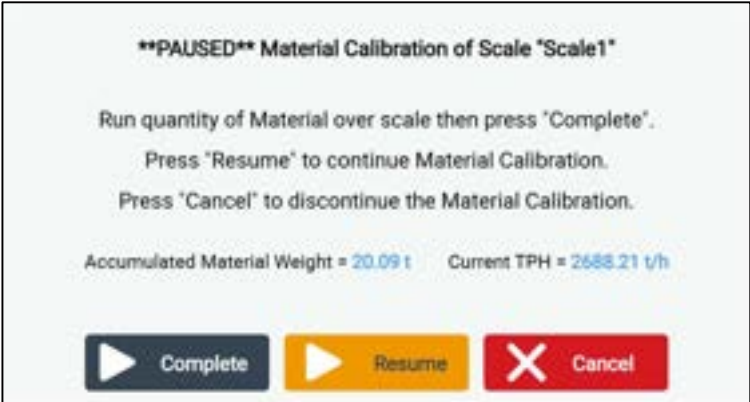 **PAUSED** Material Calibration of Scale "Scale1"
Run quantity of Material over scale then press "Complete".
Press "Resume" to continue Material Calibration.
Press "Cancel" to discontinue the Material Calibration.
Accumulated Material Weight = 20.09 t Current TPH = 2688.21 t/h
Complete Resume Cancel